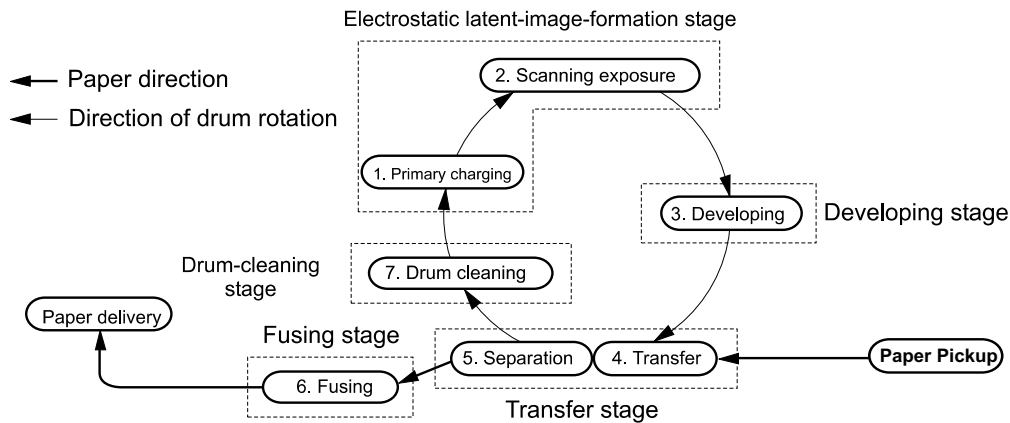 Electrostatic latent-image-formation stage
Paper direction
Direction of drum rotation
2. Scanning exposure
1. Primary charging
3. Developing
Developing stage
Drum-cleaning
stage
7. Drum cleaning
Paper delivery
Fusing stage
5. Separation
4. Transfer
Paper Pickup
6. Fusing
Transfer stage